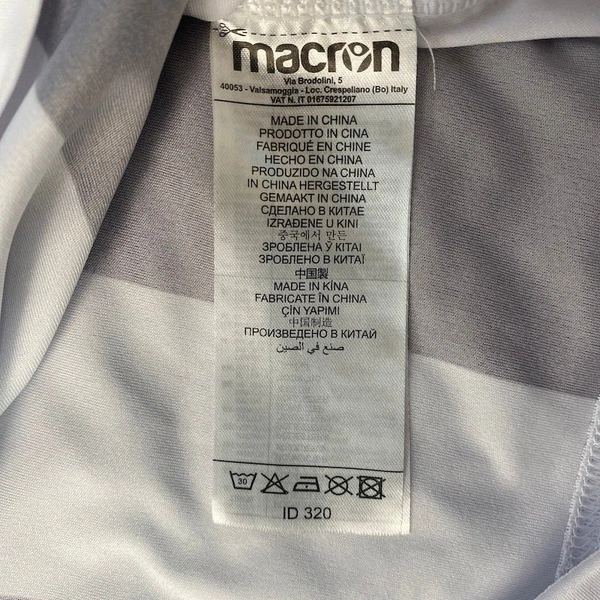 macron
Via Brodolini, 5
40053 - Valsamoggia - Loc. Crespellano (Bo) Italy
VAT N. IT 01675921207
MADE IN CHINA
PRODOTTO IN CINA
FABRIQUÉ EN CHINE
HECHO EN CHINA
PRODUZIDO NA CHINA
IN CHINA HERGESTELLT
GEMAAKT IN CHINA
СДЕЛАНО В КИТАЕ
IZRAĐENE U KINI
중국에서 만든
ЗРОБЛЕНА Ў KITAI
ЗРОБЛЕНО В КИТАЇ
中国製
MADE IN KÍNA
FABRICATE ÎN CHINA
ÇİN YAPIMI
中国制造
ПРОИЗВЕДЕНО В КИТАЙ
صنع في الصين
30
ID 320